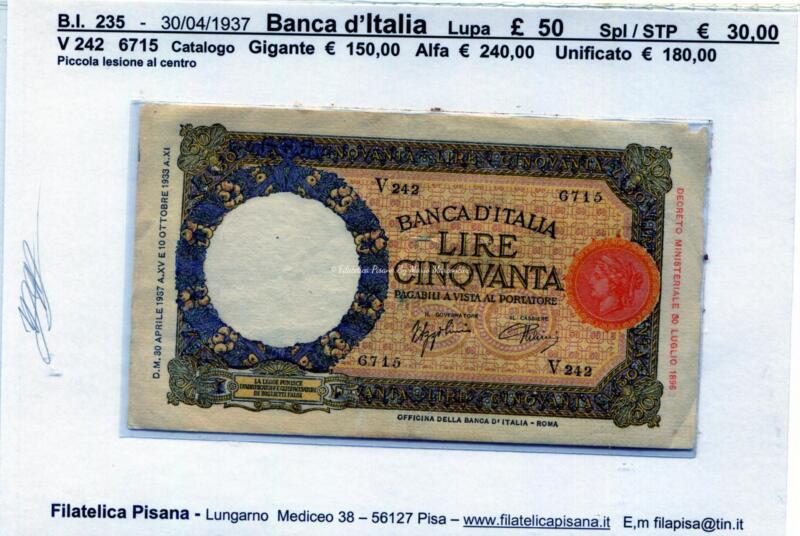 B.I. 235 - 30/04/1937 Banca d'Italia Lupa £ 50 Spl / STP € 30,00
V 242 6715 Catalogo Gigante € 150,00 Alfa € 240,00 Unificato € 180,00
Piccola lesione al centro
V 242 6715
BANCA D'ITALIA
LIRE
CINQVANTA
PAGABILI A VISTA AL PORTATORE
IL GOVERNATORE IL CASSIERE
6715 V 242
D.M. 30 APRILE 1937 A.XV E 10 OTTOBRE 1933 A.XI
DECRETO MINISTERIALE 30 LUGLIO 1896
LA LEGGE PUNISCE
I FABBRICATORI E GLI SPACCIATORI
DI BIGLIETTI FALSI
OFFICINA DELLA BANCA D'ITALIA - ROMA
Filatelica Pisana - Lungarno Mediceo 38 – 56127 Pisa – www.filatelicapisana.it E,m filapisa@tin.it